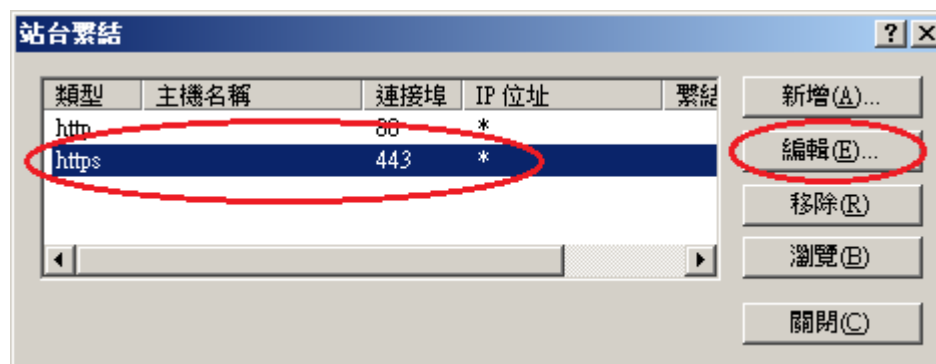 站台繫結
類型 主機名稱 連接埠 IP 位址 繫結
http 80 *
https 443 *
新增(A)...
編輯(E)...
移除(R)
瀏覽(B)
關閉(C)